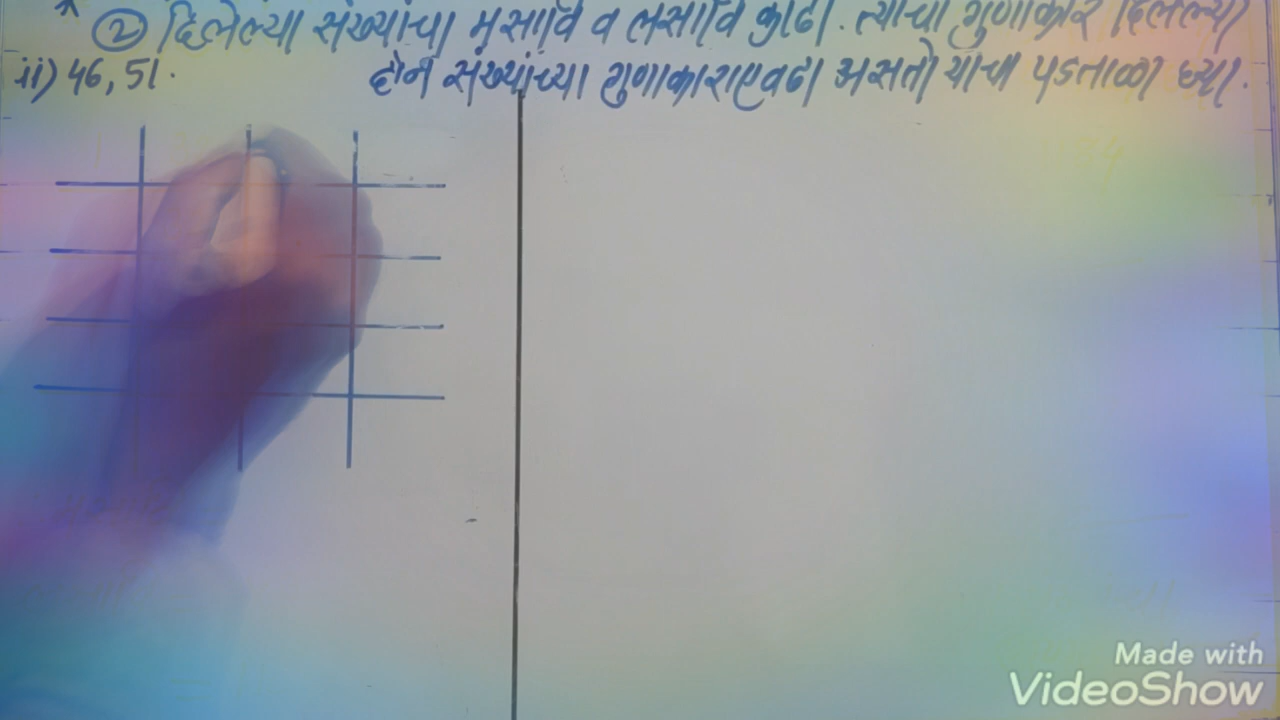 ② दिलेल्या संख्यांचा मसावि व लसावि काढा. त्यांचा गुणाकार दिलेल्या
ii) 46, 51. दोन संख्यांच्या गुणाकाराएवढा असतो याचा पडताळा घ्या.
Made with
VideoShow